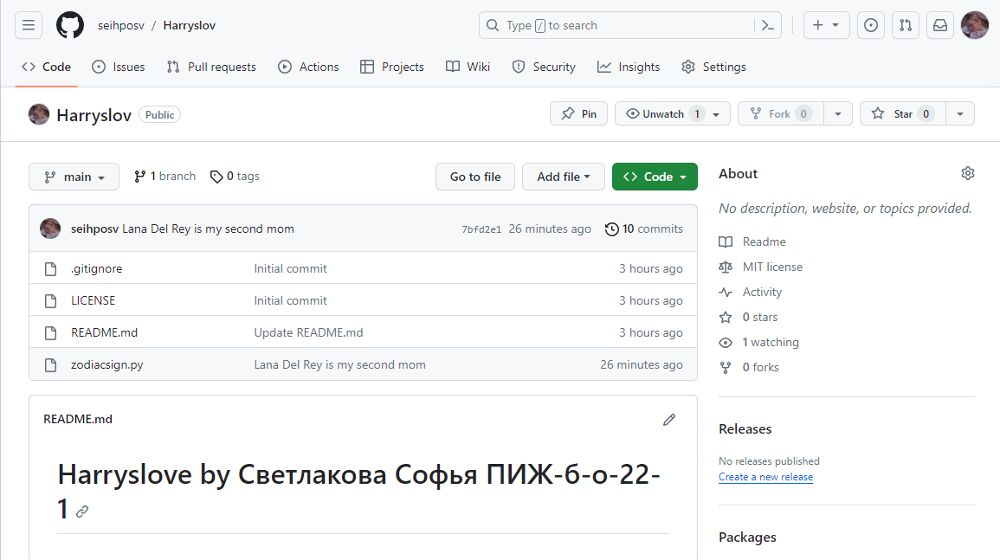 seihposv / Harryslov
Type / to search
Code Issues Pull requests Actions Projects Wiki Security Insights Settings
Harryslov Public
Pin Unwatch 1 Fork 0 Star 0
main 1 branch 0 tags Go to file Add file Code
seihposv Lana Del Rey is my second mom 7bfd2e1 26 minutes ago 10 commits
.gitignore Initial commit 3 hours ago
LICENSE Initial commit 3 hours ago
README.md Update README.md 3 hours ago
zodiacsign.py Lana Del Rey is my second mom 26 minutes ago
README.md
Harryslove by Светлакова Софья ПИЖ-б-о-22-
1
About
No description, website, or topics provided.
Readme
MIT license
Activity
0 stars
1 watching
0 forks
Releases
No releases published
Create a new release
Packages